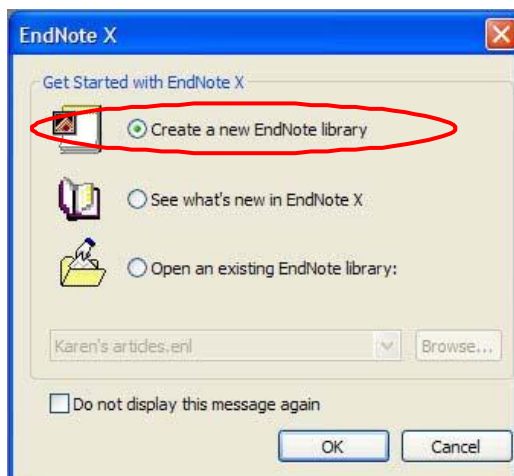 EndNote X
Get Started with EndNote X
Create a new EndNote library
See what's new in EndNote X
Open an existing EndNote library:
Karen's articles.enl
Browse...
Do not display this message again
OK
Cancel